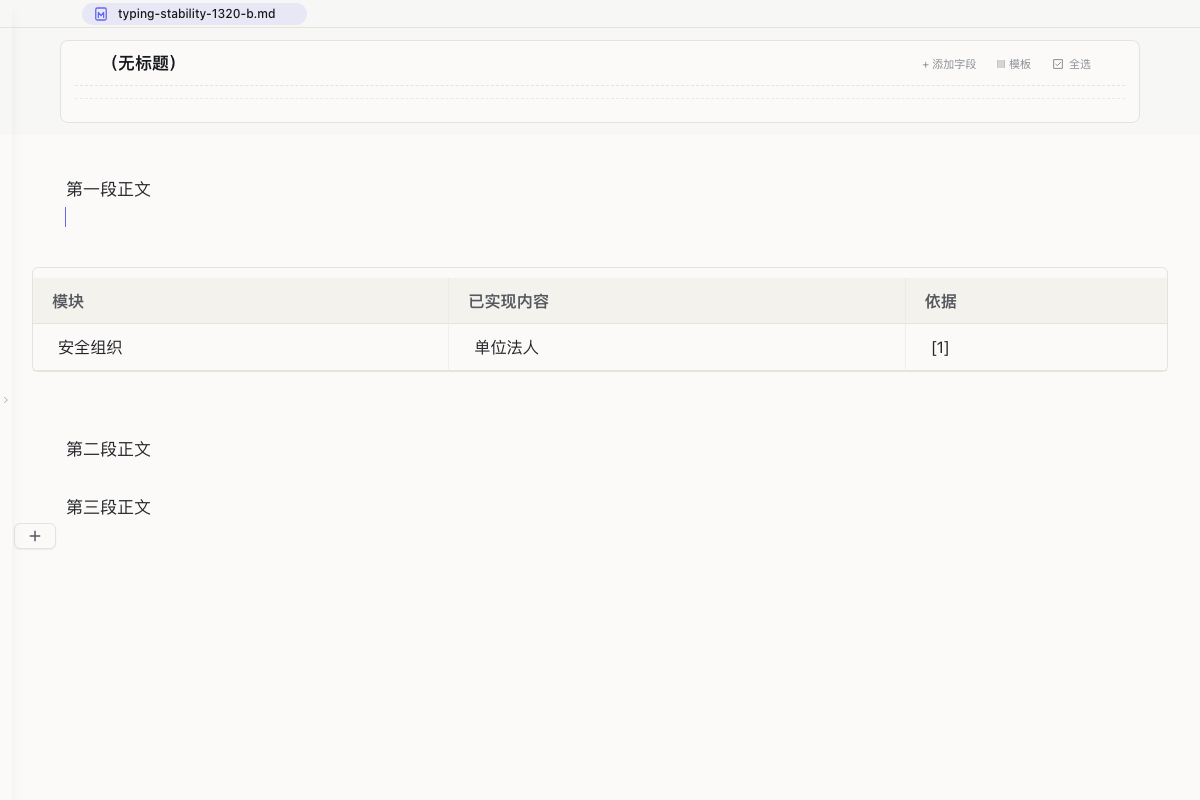 typing-stability-1320-b.md
（无标题）
+ 添加字段 模板 全选
第一段正文
模块 已实现内容 依据
安全组织 单位法人 [1]
第二段正文
第三段正文